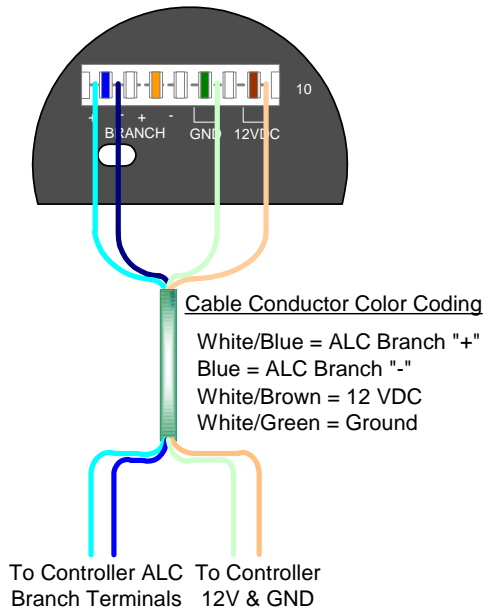 10
+ - + -
BRANCH GND 12VDC
Cable Conductor Color Coding
White/Blue = ALC Branch "+"
Blue = ALC Branch "-"
White/Brown = 12 VDC
White/Green = Ground
To Controller ALC
Branch Terminals
To Controller
12V & GND